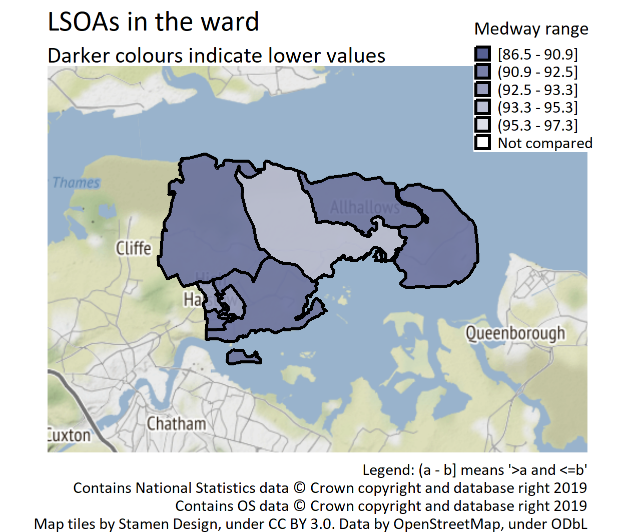 LSOAs in the ward
Darker colours indicate lower values
Medway range
[86.5 - 90.9]
(90.9 - 92.5]
(92.5 - 93.3]
(93.3 - 95.3]
(95.3 - 97.3]
Not compared
Thames
Allhallows
Cliffe
Queenborough
Chatham
Legend: (a - b] means '>a and <=b'
Contains National Statistics data © Crown copyright and database right 2019
Contains OS data © Crown copyright and database right 2019
Map tiles by Stamen Design, under CC BY 3.0. Data by OpenStreetMap, under ODbL